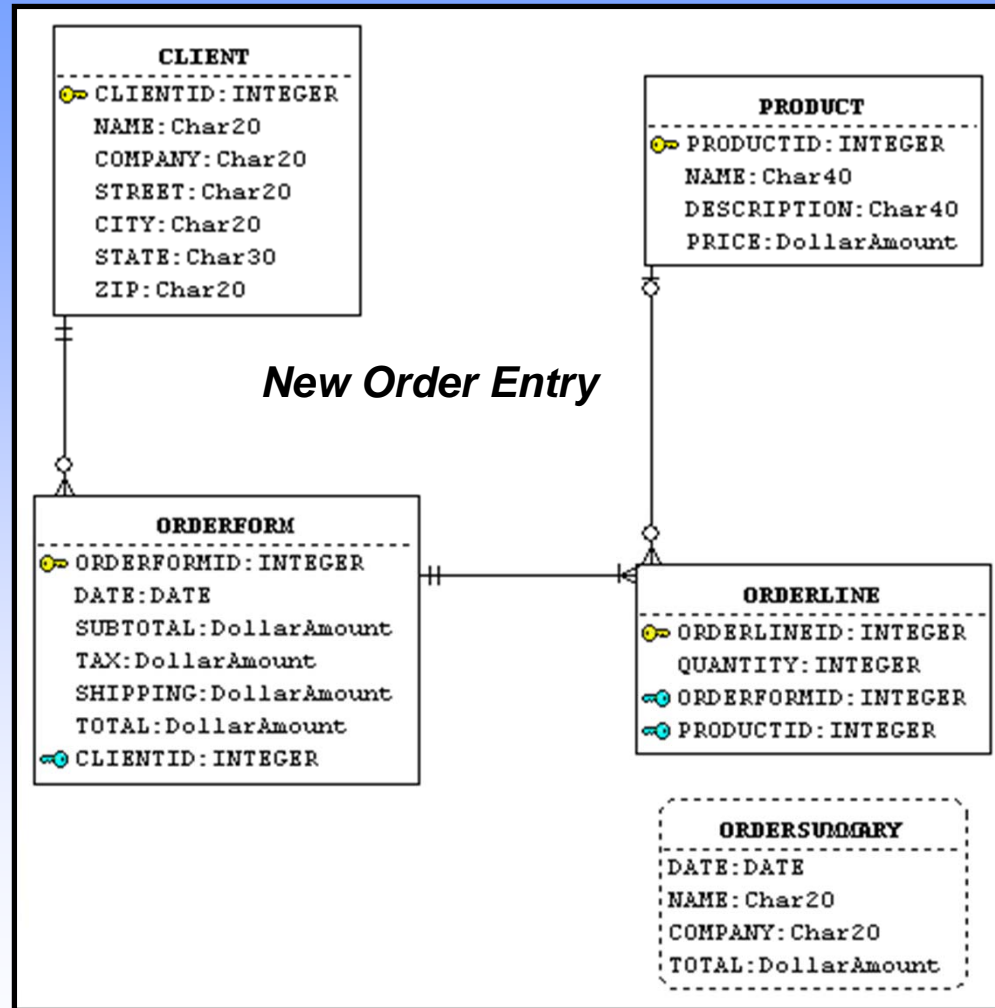 CLIENT
CLIENTID:INTEGER
NAME:Char20
COMPANY:Char20
STREET:Char20
CITY:Char20
STATE:Char30
ZIP:Char20
PRODUCT
PRODUCTID:INTEGER
NAME:Char40
DESCRIPTION:Char40
PRICE:DollarAmount
New Order Entry
ORDERFORM
ORDERFORMID:INTEGER
DATE:DATE
SUBTOTAL:DollarAmount
TAX:DollarAmount
SHIPPING:DollarAmount
TOTAL:DollarAmount
CLIENTID:INTEGER
ORDERLINE
ORDERLINEID:INTEGER
QUANTITY:INTEGER
ORDERFORMID:INTEGER
PRODUCTID:INTEGER
ORDERSUMMARY
DATE:DATE
NAME:Char20
COMPANY:Char20
TOTAL:DollarAmount